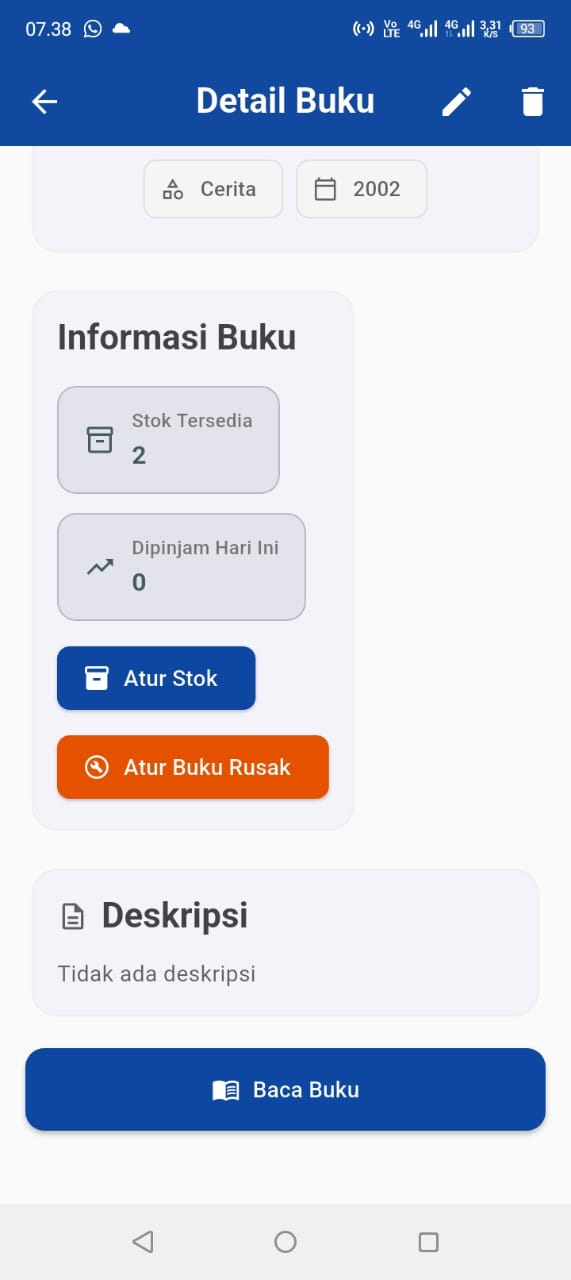 07.38
Vo LTE 4G 4G 3,31 K/S 93
Detail Buku
Cerita 2002
Informasi Buku
Stok Tersedia
2
Dipinjam Hari Ini
0
Atur Stok
Atur Buku Rusak
Deskripsi
Tidak ada deskripsi
Baca Buku